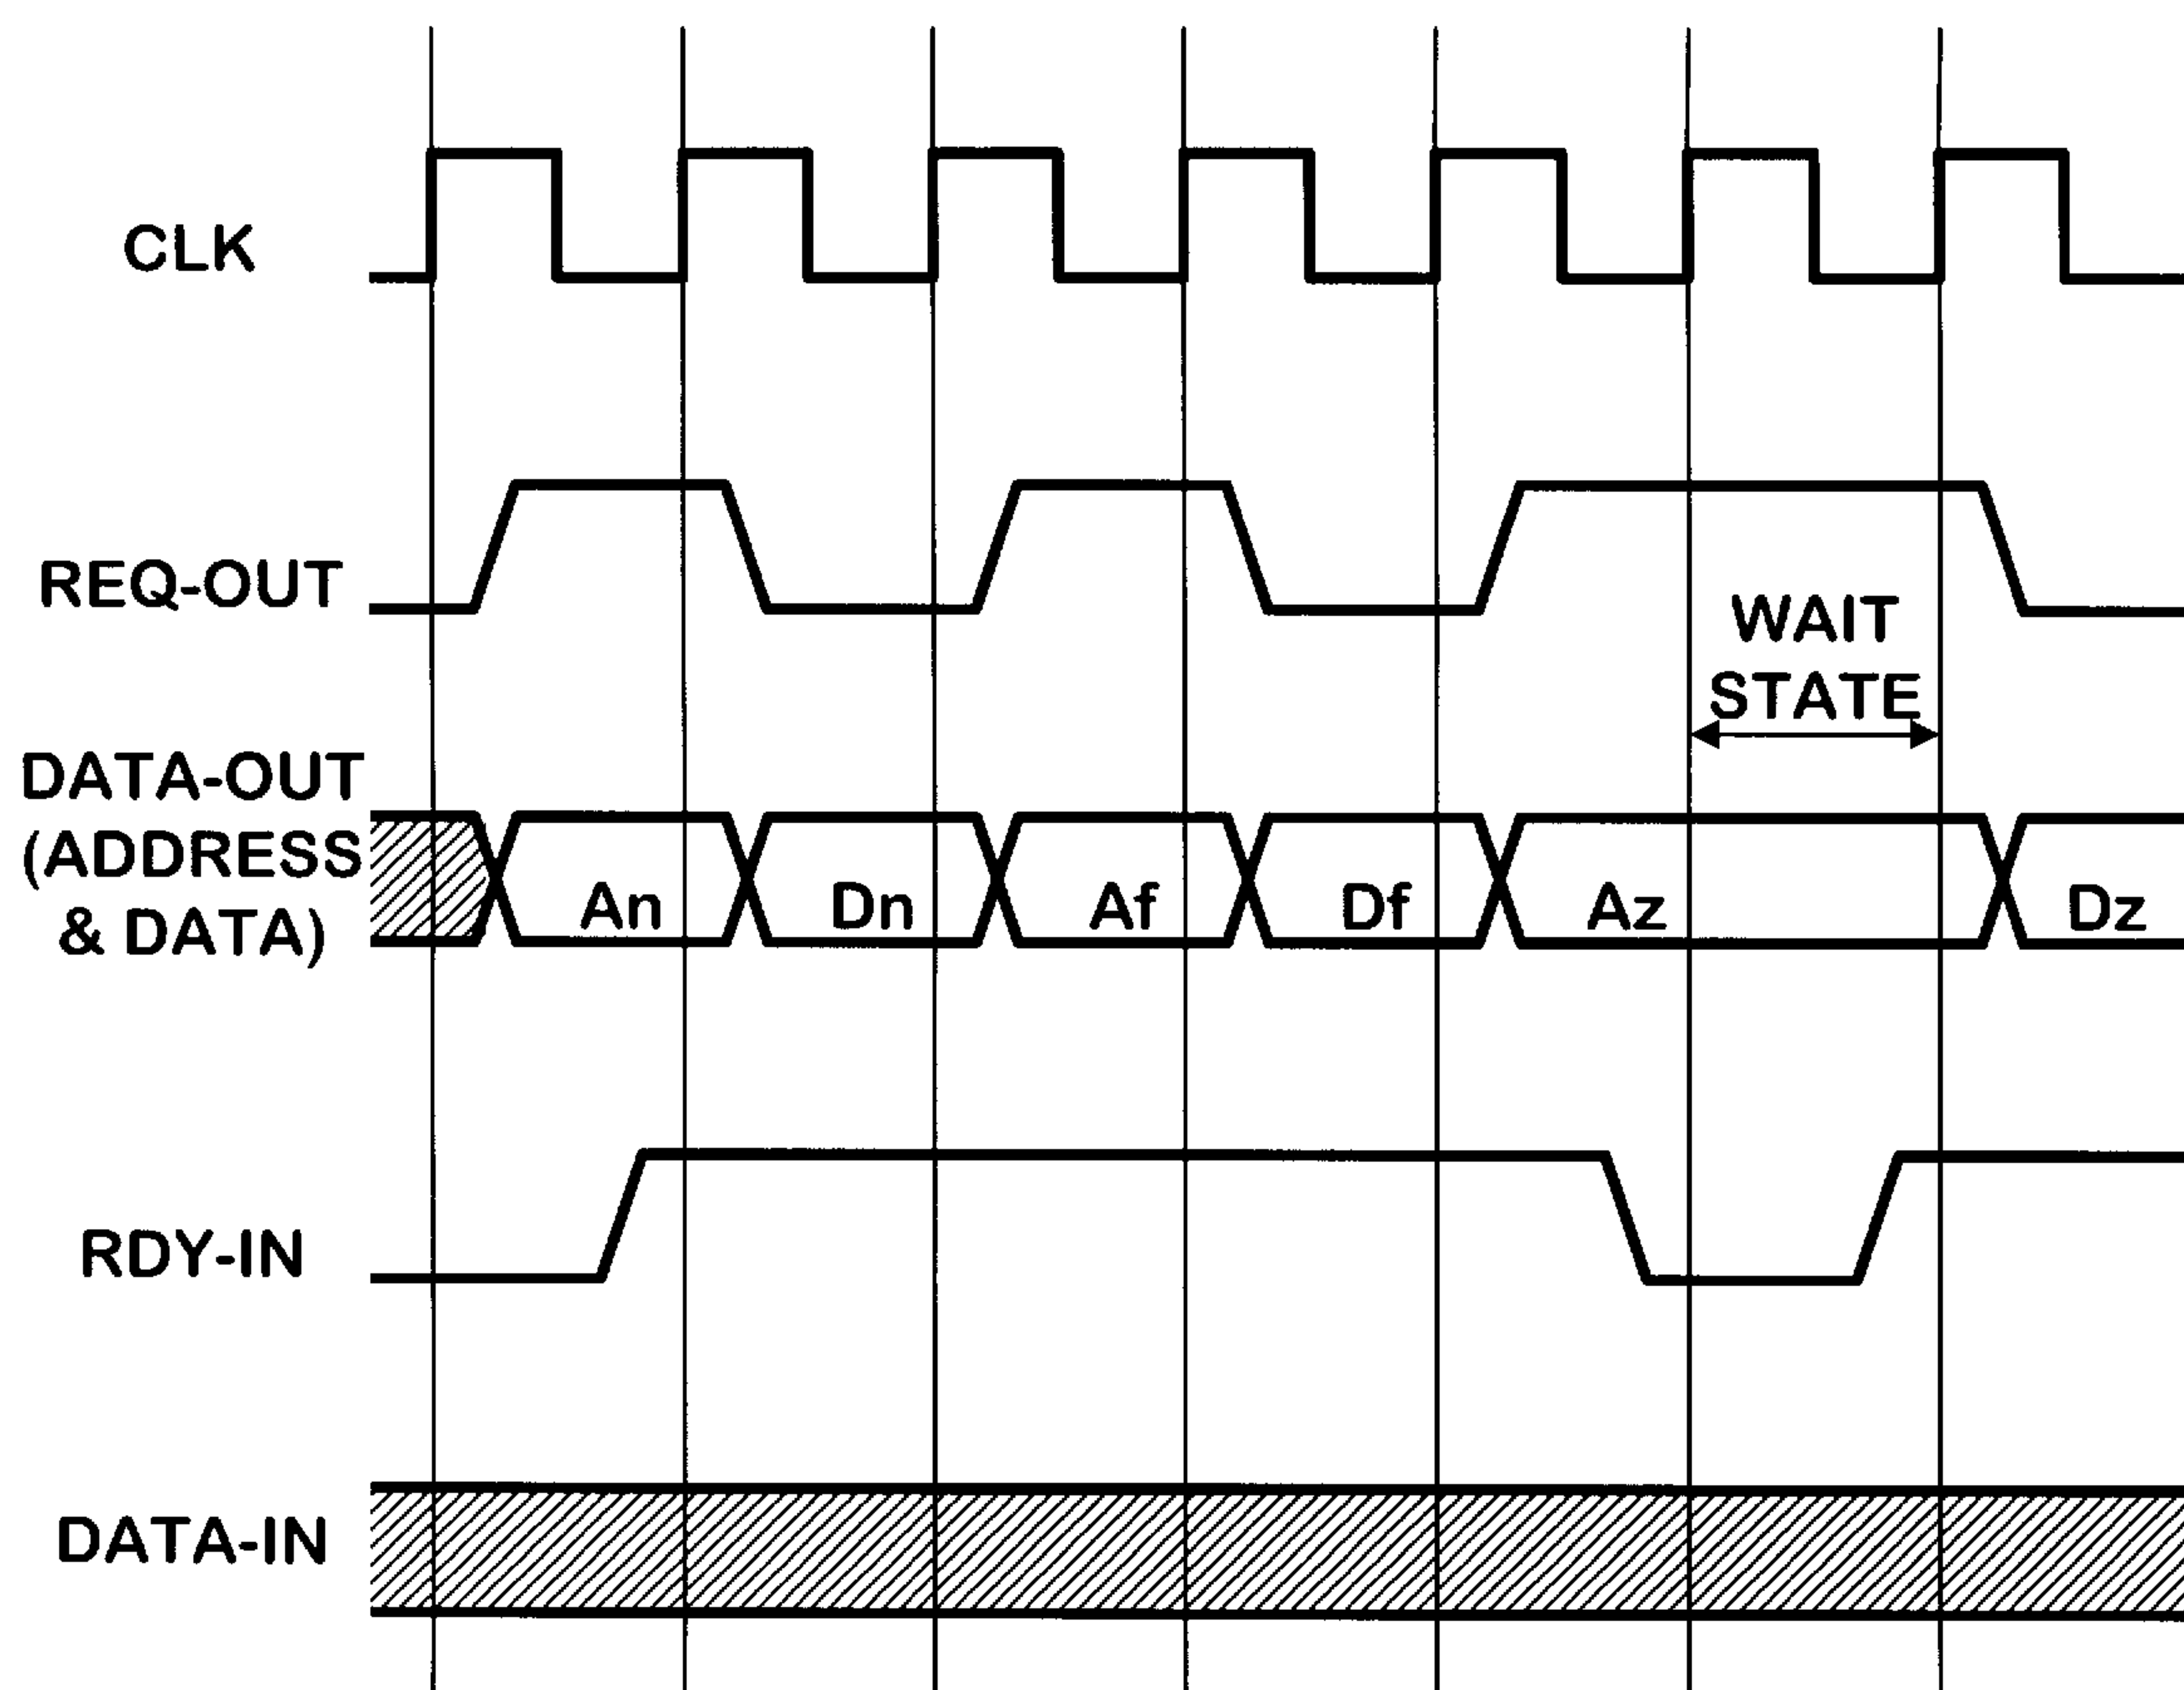 CLK
REQ-OUT
WAIT
STATE
DATA-OUT
(ADDRESS
& DATA)
An
Dn
Af
Df
Az
Dz
RDY-IN
DATA-IN